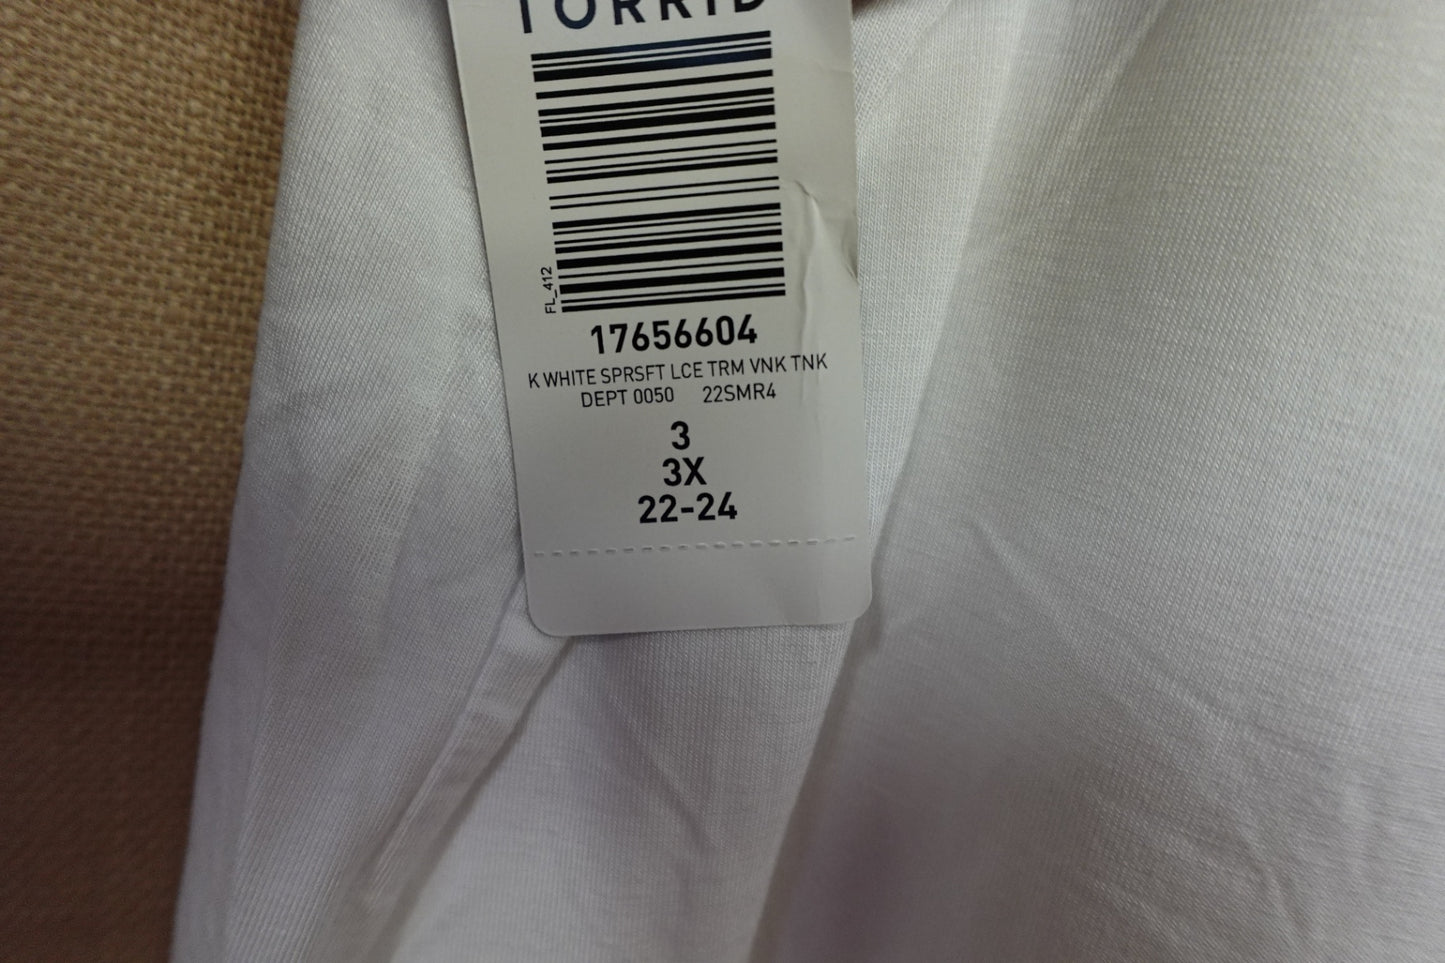 TORRID
FL_412
17656604
K WHITE SPRSFT LCE TRM VNK TNK
DEPT 0050 22SMR4
3
3X
22-24